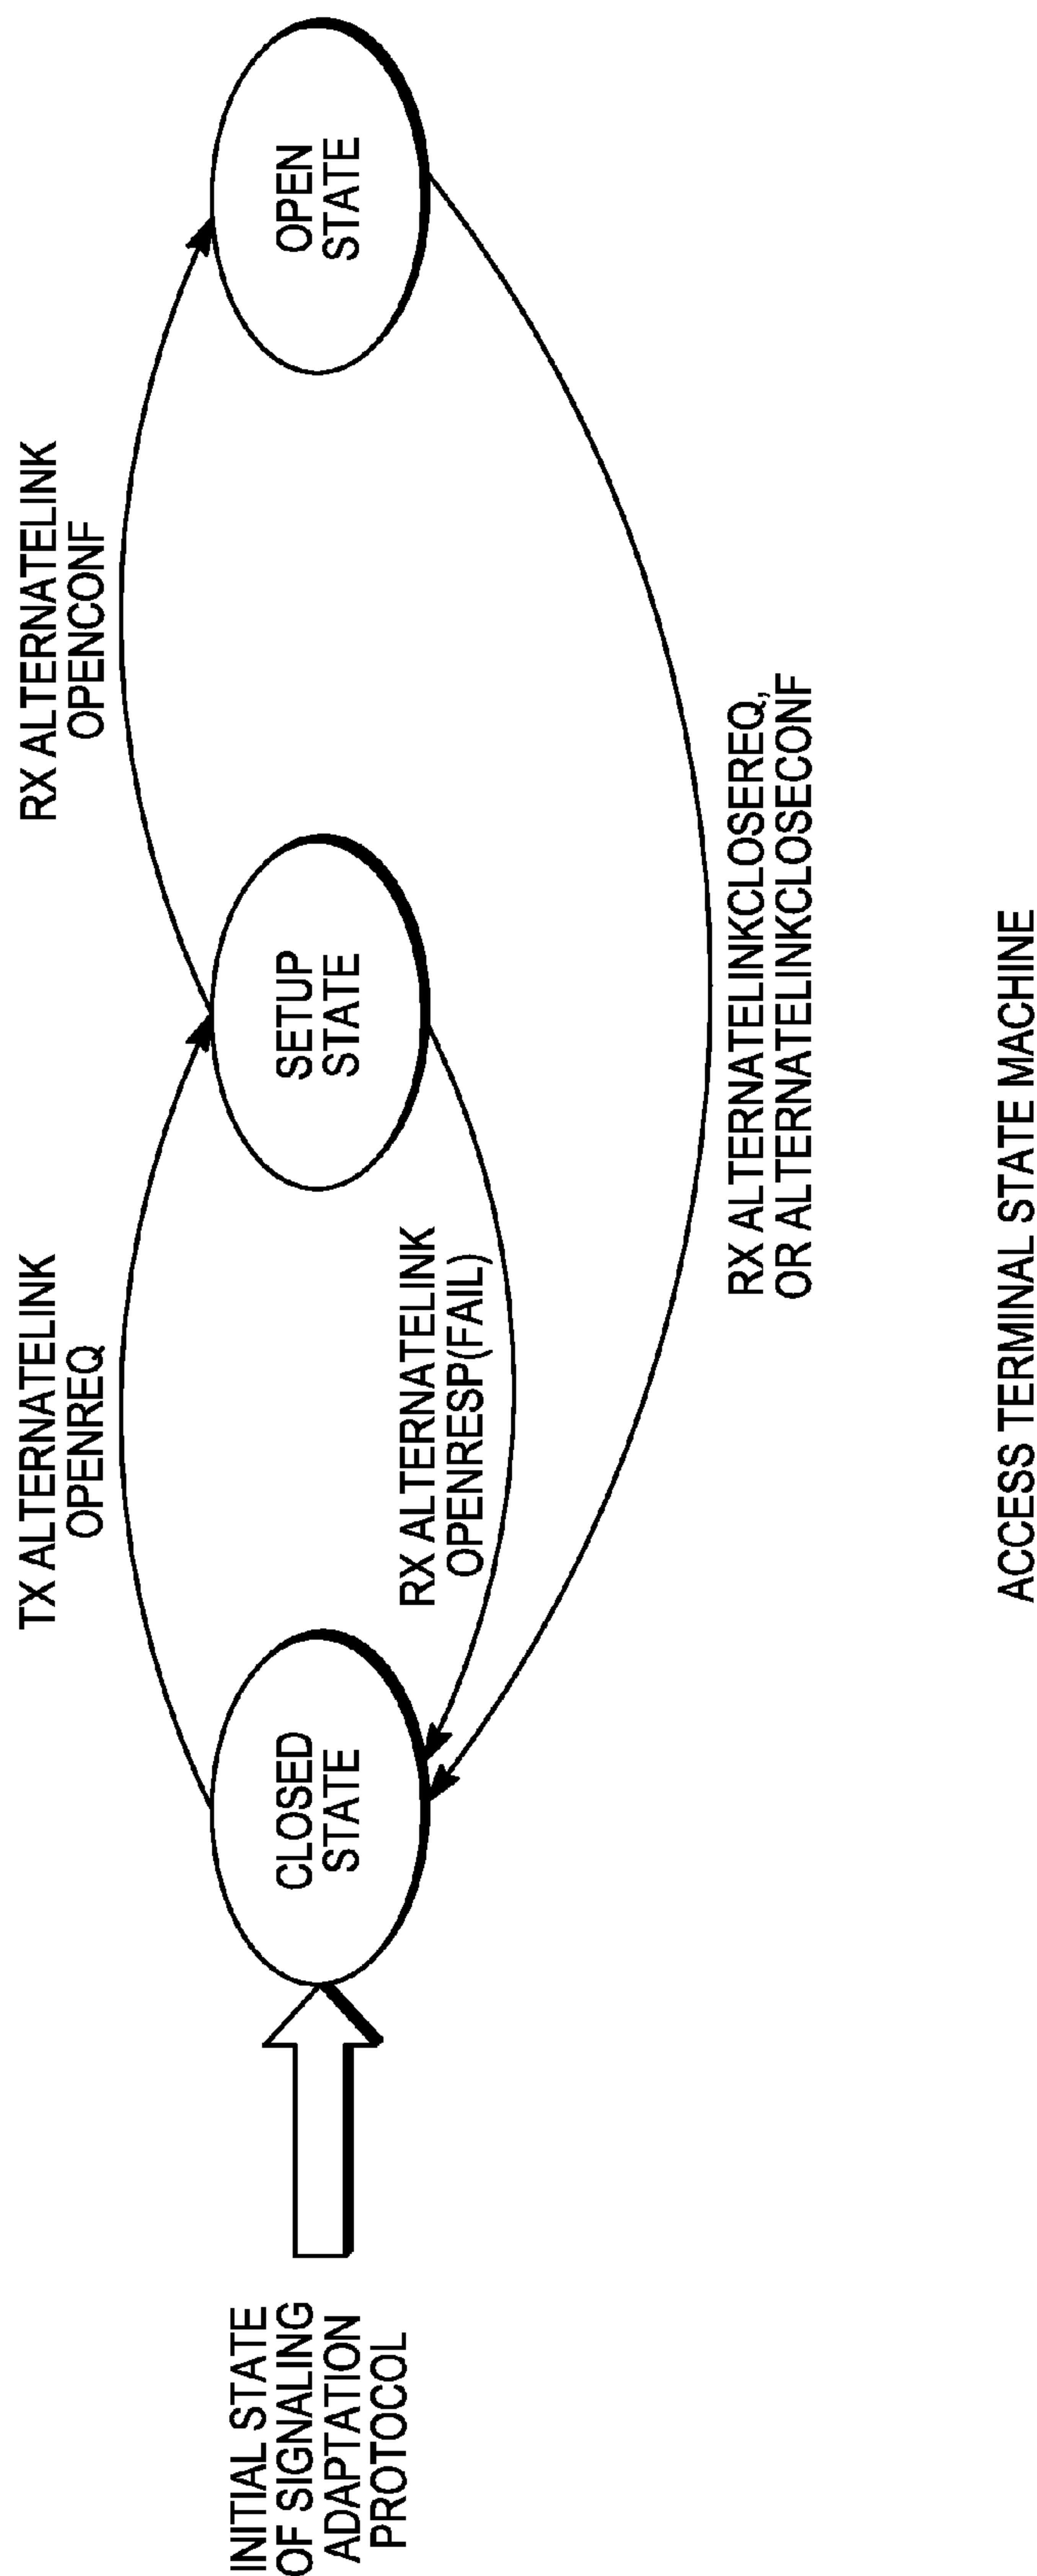 INITIAL STATE
OF SIGNALING
ADAPTATION
PROTOCOL
CLOSED
STATE
TX ALTERNATELINK
OPENREQ
RX ALTERNATELINK
OPENRESP(FAIL)
SETUP
STATE
RX ALTERNATELINK
OPENCONF
OPEN
STATE
RX ALTERNATELINKCLOSEREQ,
OR ALTERNATELINKCLOSECONF
ACCESS TERMINAL STATE MACHINE